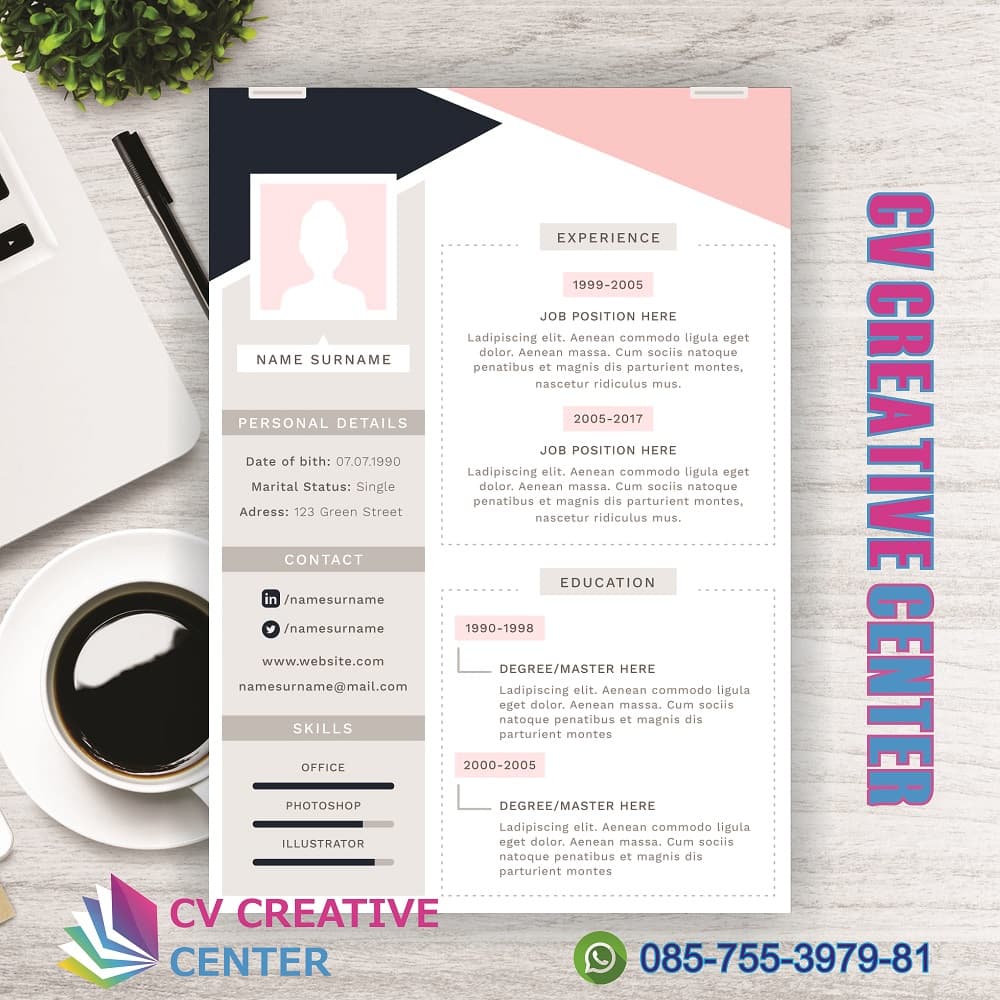 NAME SURNAME
PERSONAL DETAILS
Date of bith: 07.07.1990
Marital Status: Single
Adress: 123 Green Street
CONTACT
in /namesurname
/namesurname
www.website.com
namesurname@mail.com
SKILLS
OFFICE
PHOTOSHOP
ILLUSTRATOR
EXPERIENCE
1999-2005
JOB POSITION HERE
Ladipiscing elit. Aenean commodo ligula eget
dolor. Aenean massa. Cum sociis natoque
penatibus et magnis dis parturient montes,
nascetur ridiculus mus.
2005-2017
JOB POSITION HERE
Ladipiscing elit. Aenean commodo ligula eget
dolor. Aenean massa. Cum sociis natoque
penatibus et magnis dis parturient montes,
nascetur ridiculus mus.
EDUCATION
1990-1998
DEGREE/MASTER HERE
Ladipiscing elit. Aenean commodo ligula
eget dolor. Aenean massa. Cum sociis
natoque penatibus et magnis dis
parturient montes
2000-2005
DEGREE/MASTER HERE
Ladipiscing elit. Aenean commodo ligula
eget dolor. Aenean massa. Cum sociis
natoque penatibus et magnis dis
parturient montes
CV CREATIVE CENTER
CV CREATIVE
CENTER
085-755-3979-81